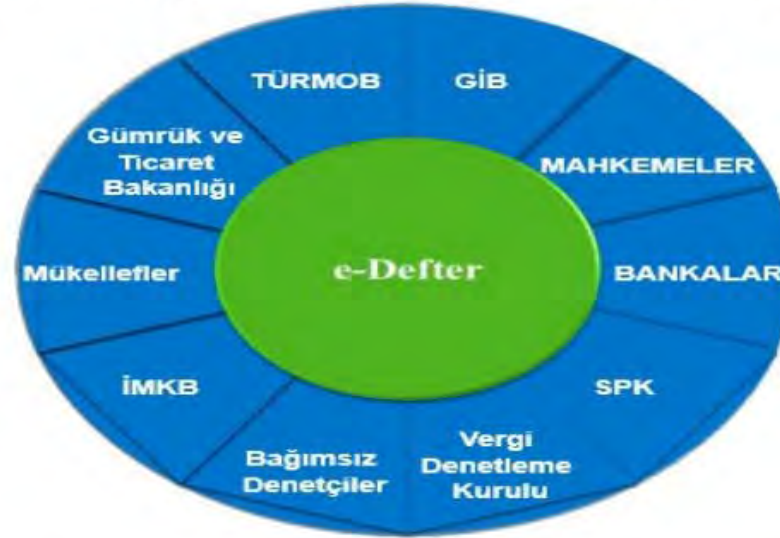 TÜRMOB
GİB
Gümrük ve
Ticaret
Bakanlığı
MAHKEMELER
Mükellefler
e-Defter
BANKALAR
İMKB
SPK
Bağımsız
Denetçiler
Vergi
Denetleme
Kurulu